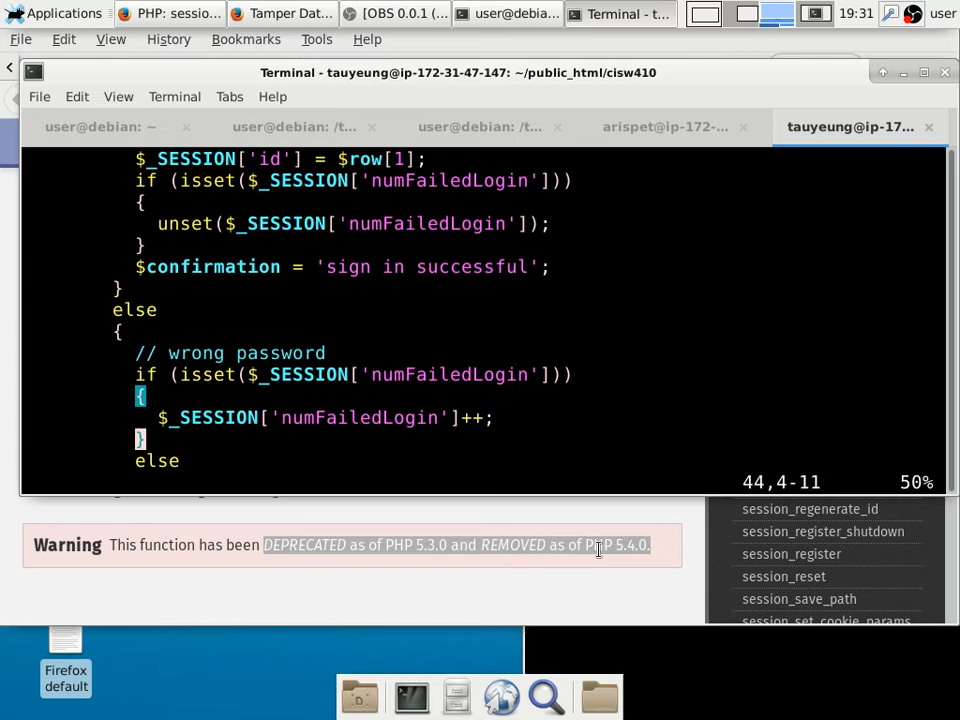 Applications
PHP: sessio...
Tamper Dat...
[OBS 0.0.1 (...
user@debia...
Terminal - t...
19:31
user
File Edit View History Bookmarks Tools Help
Terminal - tauyeung@ip-172-31-47-147: ~/public_html/cisw410
File Edit View Terminal Tabs Help
user@debian: ~
user@debian: /t...
user@debian: /t...
arispet@ip-172-...
tauyeung@ip-17...
$_SESSION['id'] = $row[1];
if (isset($_SESSION['numFailedLogin']))
{
unset($_SESSION['numFailedLogin']);
}
$confirmation = 'sign in successful';
}
else
{
// wrong password
if (isset($_SESSION['numFailedLogin']))
{
$_SESSION['numFailedLogin']++;
}
else
44,4-11 50%
Warning This function has been DEPRECATED as of PHP 5.3.0 and REMOVED as of PHP 5.4.0.
session_regenerate_id
session_register_shutdown
session_register
session_reset
session_save_path
session_set_cookie_params
Firefox
default